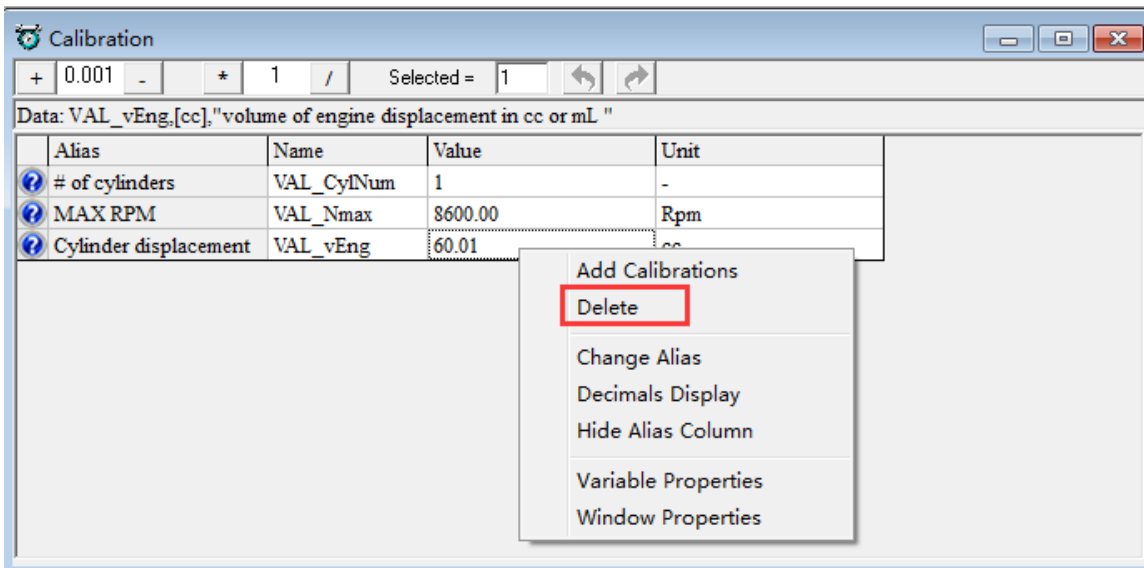 Calibration
+ 0.001 - * 1 / Selected = 1
Data: VAL_vEng,[cc],"volume of engine displacement in cc or mL "
Alias Name Value Unit
# of cylinders VAL_CylNum 1 -
MAX RPM VAL_Nmax 8600.00 Rpm
Cylinder displacement VAL_vEng 60.01 cc
Add Calibrations
Delete
Change Alias
Decimals Display
Hide Alias Column
Variable Properties
Window Properties